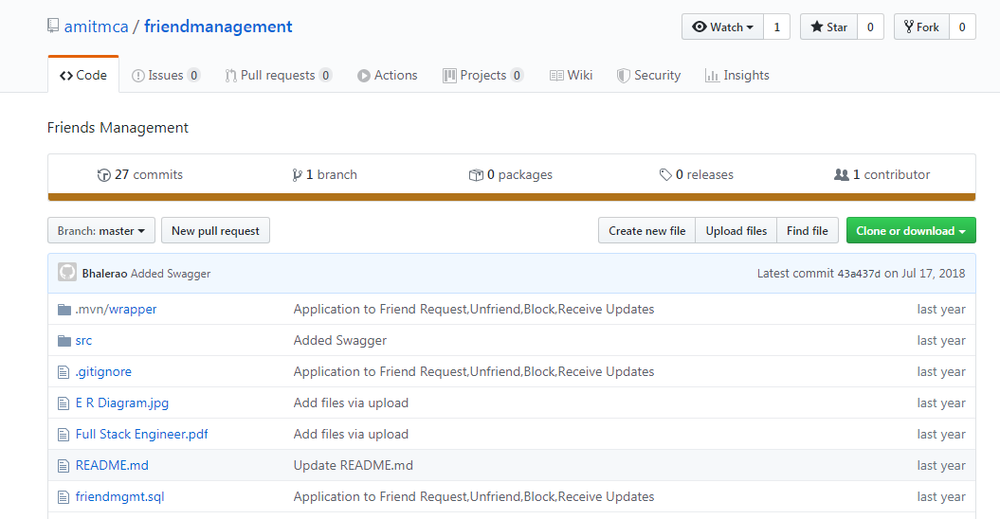 amitmca / friendmanagement Watch 1 Star 0 Fork 0
Code Issues 0 Pull requests 0 Actions Projects 0 Wiki Security Insights
Friends Management
27 commits 1 branch 0 packages 0 releases 1 contributor
Branch: master New pull request Create new file Upload files Find file Clone or download
Bhalerao Added Swagger Latest commit 43a437d on Jul 17, 2018
.mvn/wrapper Application to Friend Request,Unfriend,Block,Receive Updates last year
src Added Swagger last year
.gitignore Application to Friend Request,Unfriend,Block,Receive Updates last year
E R Diagram.jpg Add files via upload last year
Full Stack Engineer.pdf Add files via upload last year
README.md Update README.md last year
friendmgmt.sql Application to Friend Request,Unfriend,Block,Receive Updates last year